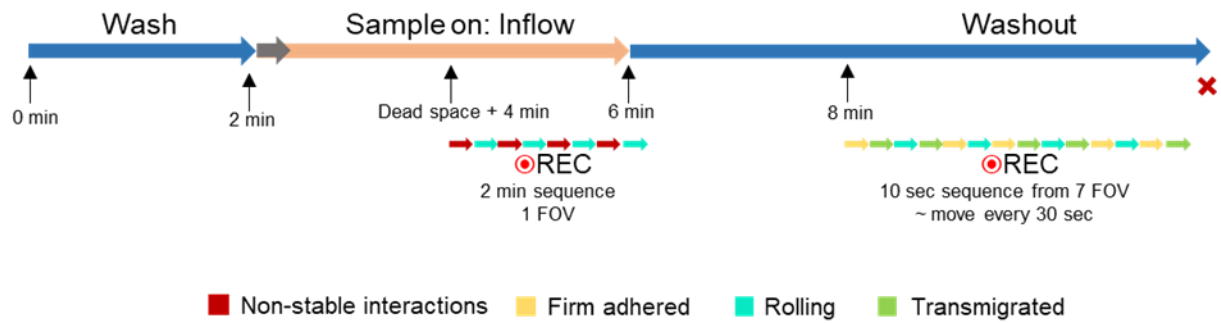 Wash
Sample on: Inflow
Washout
0 min
2 min
Dead space + 4 min
6 min
8 min
REC
2 min sequence
1 FOV
REC
10 sec sequence from 7 FOV
~ move every 30 sec
Non-stable interactions
Firm adhered
Rolling
Transmigrated